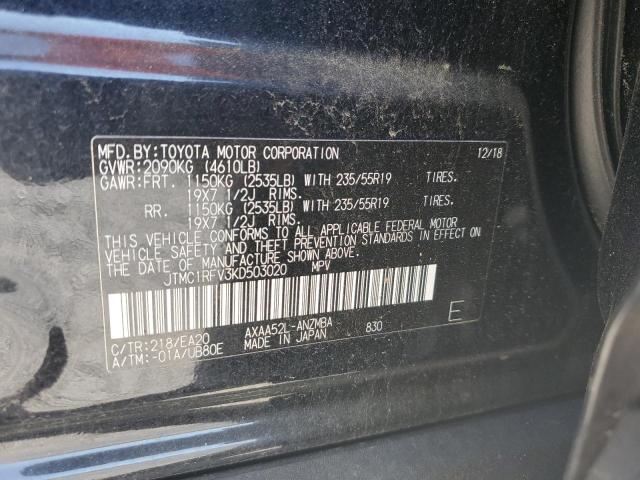 MFD.BY:TOYOTA MOTOR CORPORATION 12/18
GVWR:2090KG (4610LB)
GAWR:FRT. 1150KG (2535LB) WITH 235/55R19 TIRES.
19X7 1/2J RIMS.
RR. 1150KG (2535LB) WITH 235/55R19 TIRES.
19X7 1/2J RIMS.
THIS VEHICLE CONFORMS TO ALL APPLICABLE FEDERAL MOTOR
VEHICLE SAFETY AND THEFT PREVENTION STANDARDS IN EFFECT ON
THE DATE OF MANUFACTURE SHOWN ABOVE.
JTMC1RFV3KD503020 MPV
E
C/TR:218/EA20 AXAA52L-ANZMBA 830
A/TM:-01A/UB80E MADE IN JAPAN